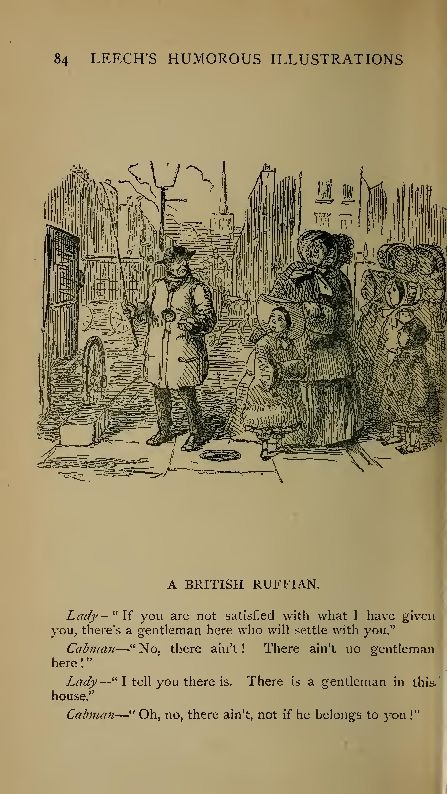 84 LEECH'S HUMOROUS ILLUSTRATIONS
A BRITISH RUFFIAN.
Lady—"If you are not satisfied with what I have given
you, there's a gentleman here who will settle with you."
Cabman—"No, there ain't! There ain't no gentleman
here!"
Lady—"I tell you there is. There is a gentleman in this
house."
Cabman—"Oh, no, there ain't, not if he belongs to you!"